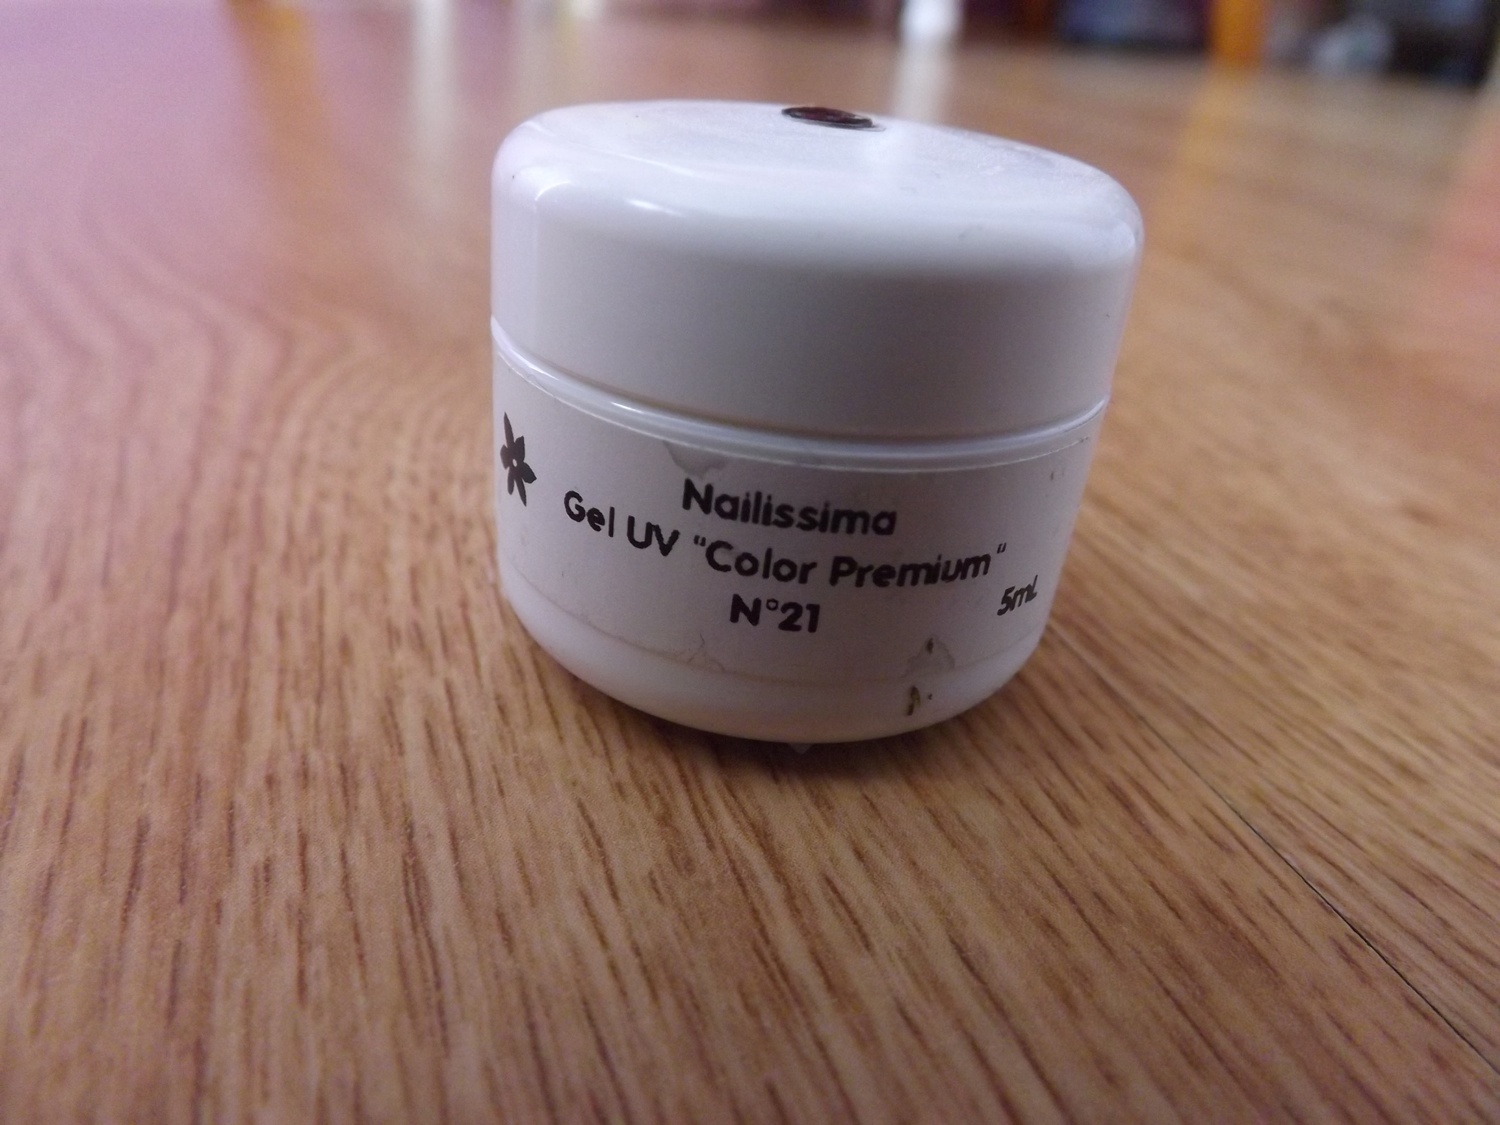 Nailissima
Gel UV "Color Premium"
N°21
5mL